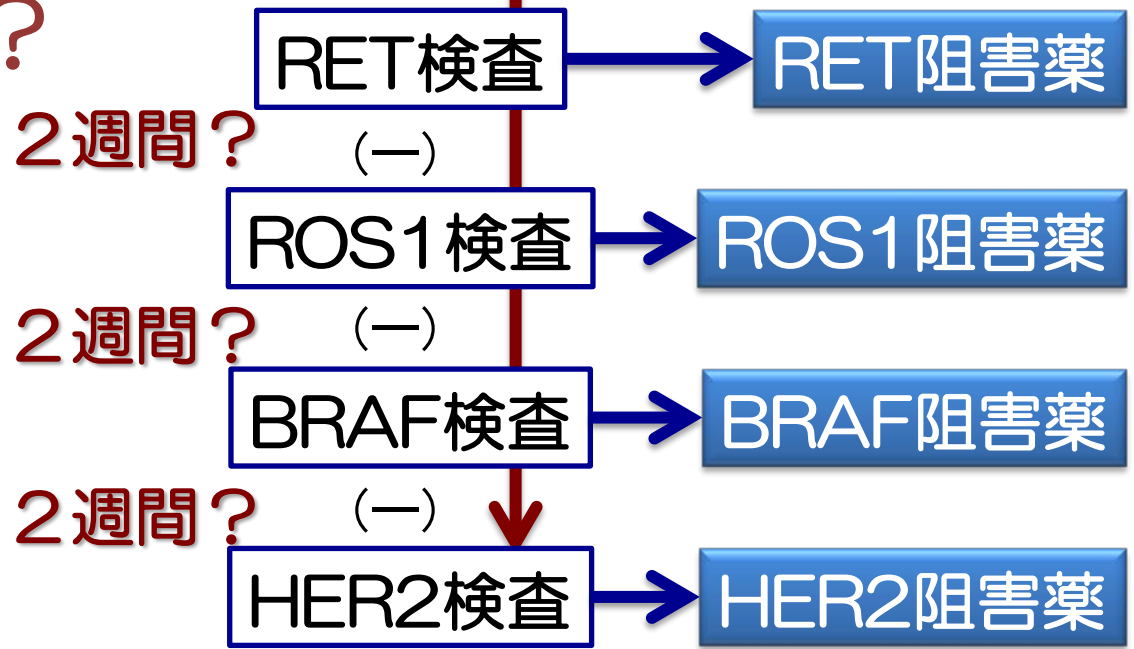 ？
RET検査 RET阻害薬
２週間？ （－）
ROS1検査 ROS1阻害薬
２週間？ （－）
BRAF検査 BRAF阻害薬
２週間？ （－）
HER2検査 HER2阻害薬